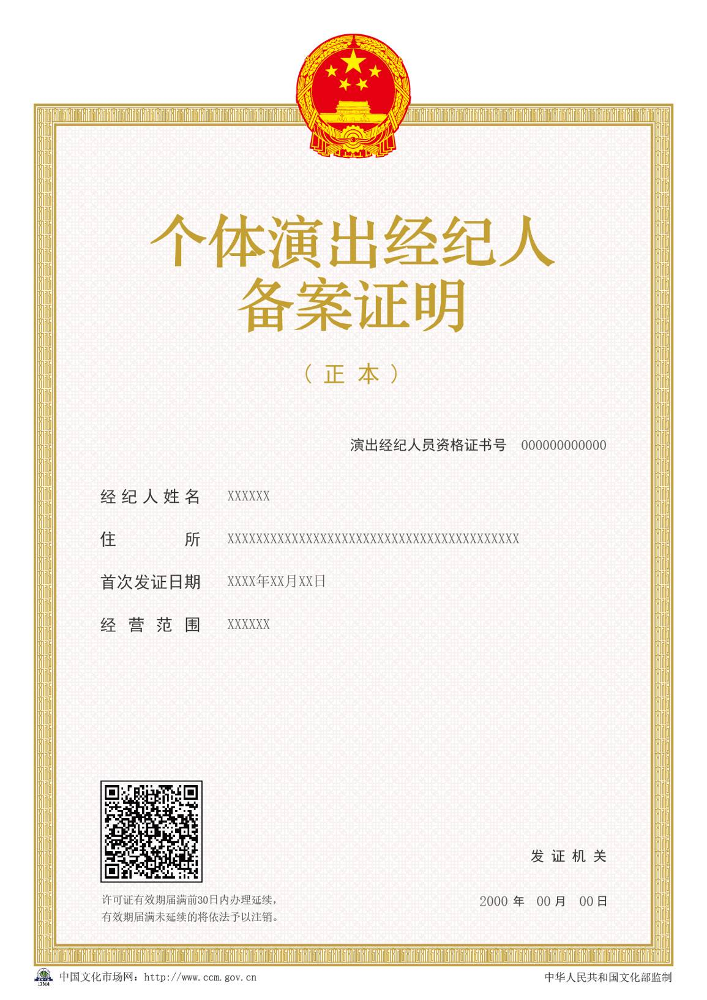 个体演出经纪人
备案证明
（正本）
演出经纪人员资格证书号 000000000000
经纪人姓名 XXXXXX
住所 XXXXXXXXXXXXXXXXXXXXXXXXXXXXXXXXXXXXXXXXX
首次发证日期 XXXX年XX月XX日
经营范围 XXXXXX
发证机关
许可证有效期届满前30日内办理延续，
有效期届满未延续的将依法予以注销。
2000 年 00 月 00 日
L2318
中国文化市场网：http://www.ccm.gov.cn
中华人民共和国文化部监制